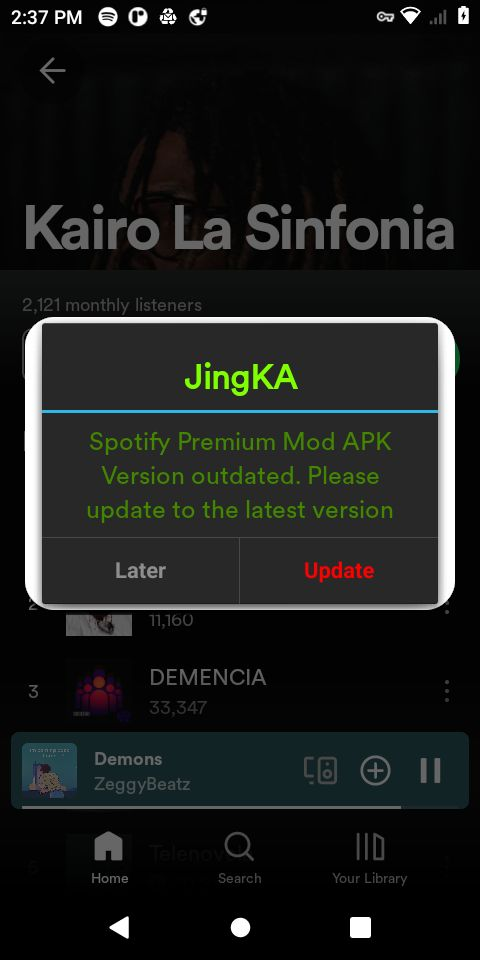 2:37 PM
Kairo La Sinfonia
2,121 monthly listeners
JingKA
Spotify Premium Mod APK
Version outdated. Please
update to the latest version
Later
Update
2
11,160
3
DEMENCIA
33,347
Demons
ZeggyBeatz
Home
Search
Your Library